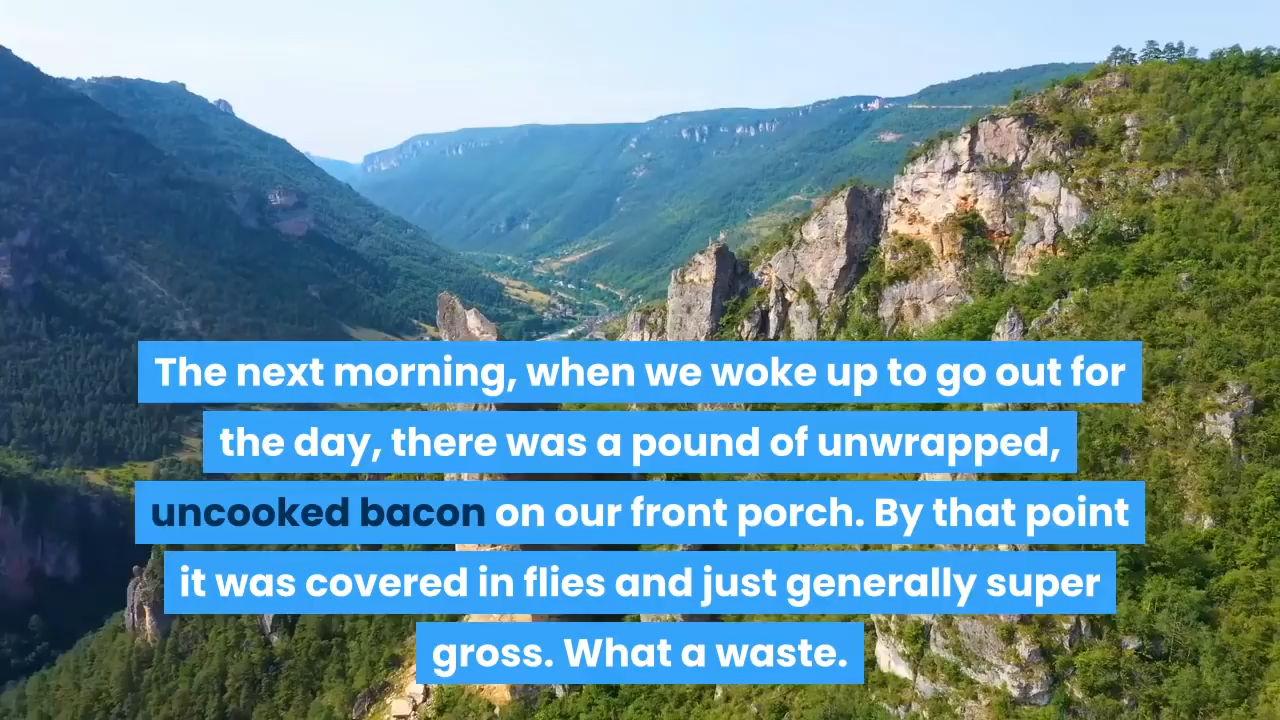 The next morning, when we woke up to go out for
the day, there was a pound of unwrapped,
uncooked bacon on our front porch. By that point
it was covered in flies and just generally super
gross. What a waste.